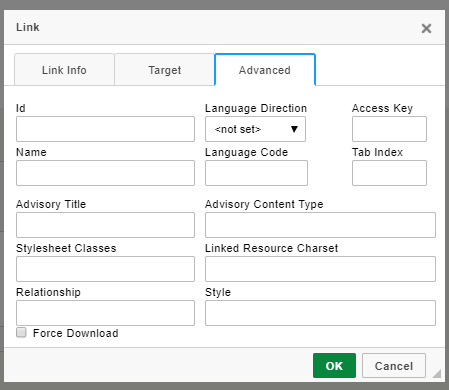 Link
Link Info Target Advanced
Id Language Direction Access Key
<not set>
Name Language Code Tab Index
Advisory Title Advisory Content Type
Stylesheet Classes Linked Resource Charset
Relationship Style
Force Download
OK Cancel